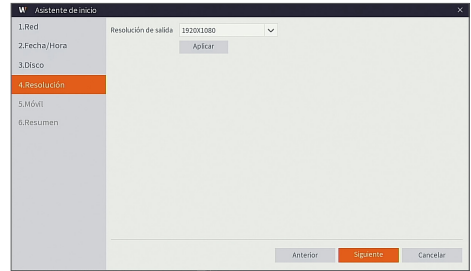 W Asistente de inicio
1.Red
Resolución de salida 1920X1080
Aplicar
2.Fecha/Hora
3.Disco
4.Resolución
5.Móvil
6.Resumen
Anterior Siguiente Cancelar